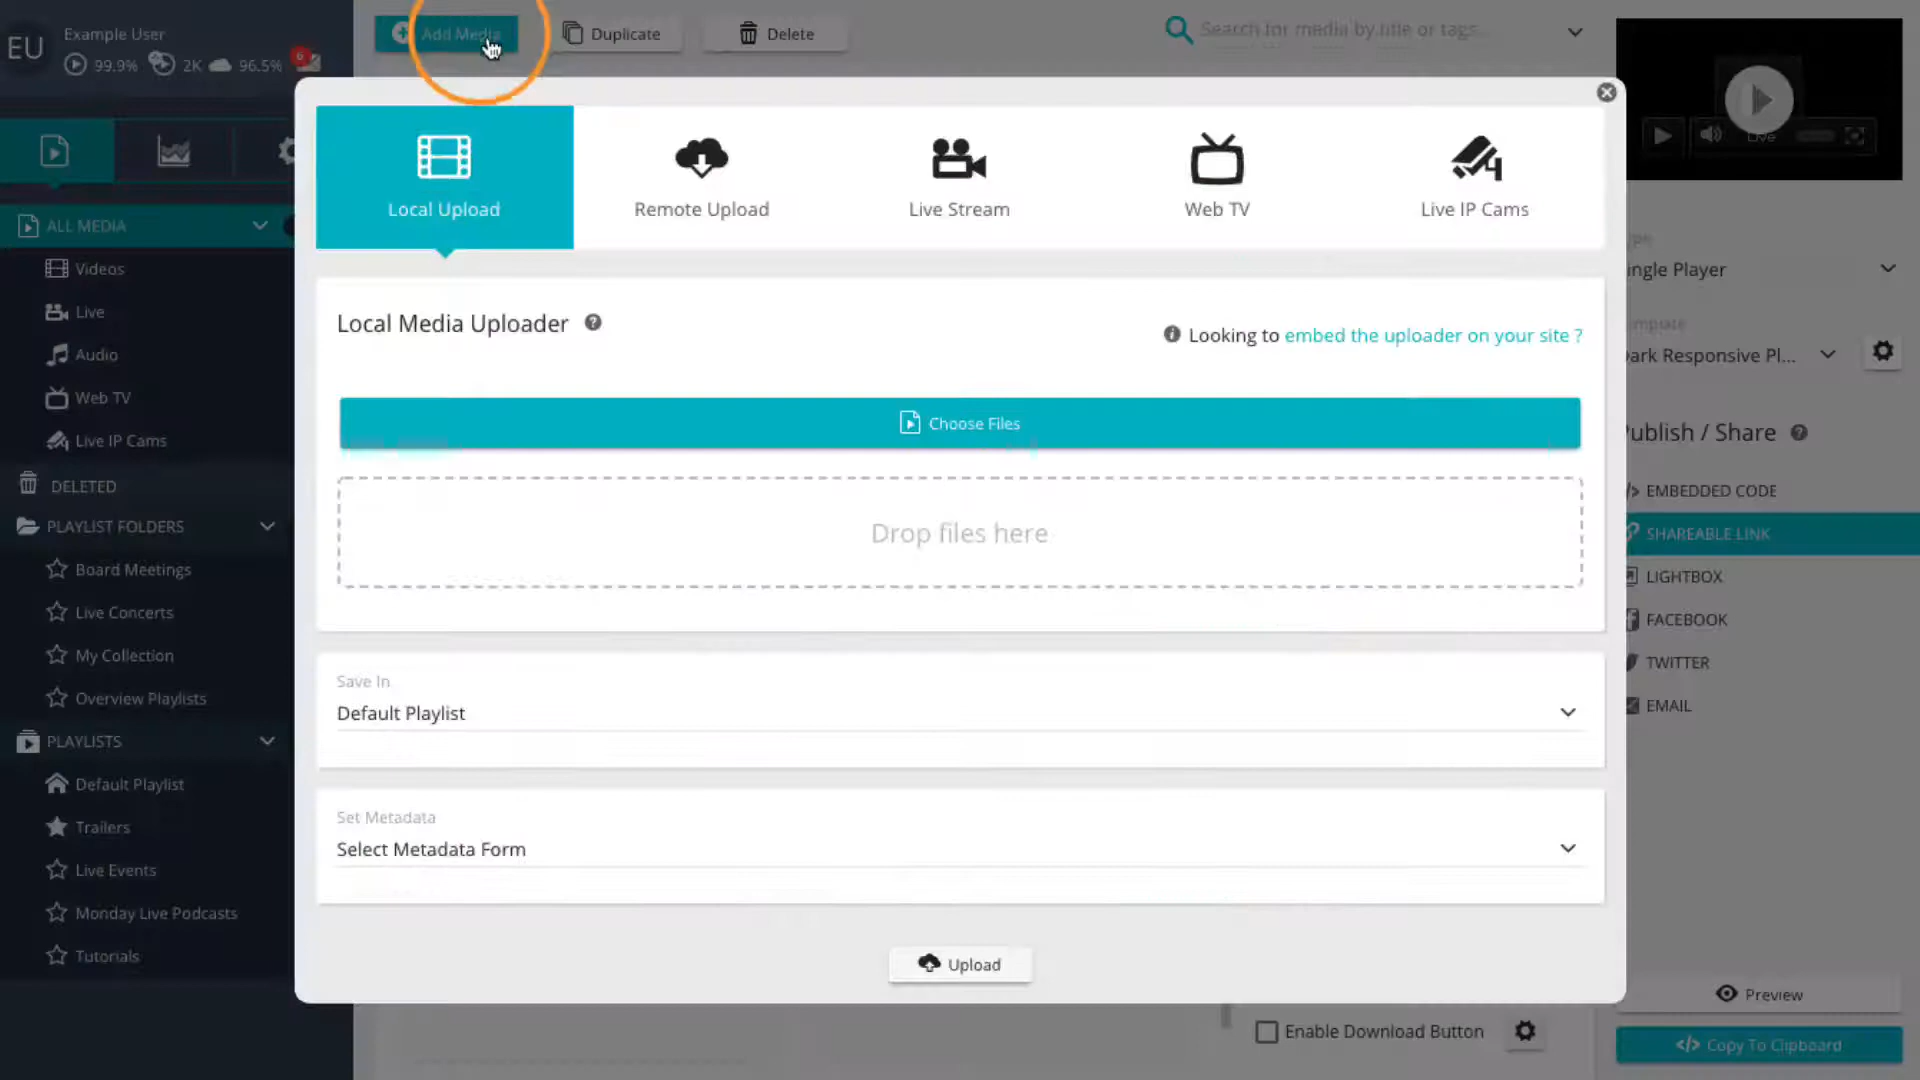 EU
Example User
99.9%
2K
96.5%
6
Add Media
Duplicate
Delete
Search for media by title or tags...
Live
Local Upload
Remote Upload
Live Stream
Web TV
Live IP Cams
ALL MEDIA
Videos
Live
Audio
Web TV
Live IP Cams
DELETED
PLAYLIST FOLDERS
Board Meetings
Live Concerts
My Collection
Overview Playlists
PLAYLISTS
Default Playlist
Trailers
Live Events
Monday Live Podcasts
Tutorials
Local Media Uploader
Looking to embed the uploader on your site ?
Choose Files
Drop files here
Save In
Default Playlist
Set Metadata
Select Metadata Form
Upload
ingle Player
ark Responsive Pl...
ublish / Share
EMBEDDED CODE
SHAREABLE LINK
LIGHTBOX
FACEBOOK
TWITTER
EMAIL
Preview
Enable Download Button
</> Copy To Clipboard